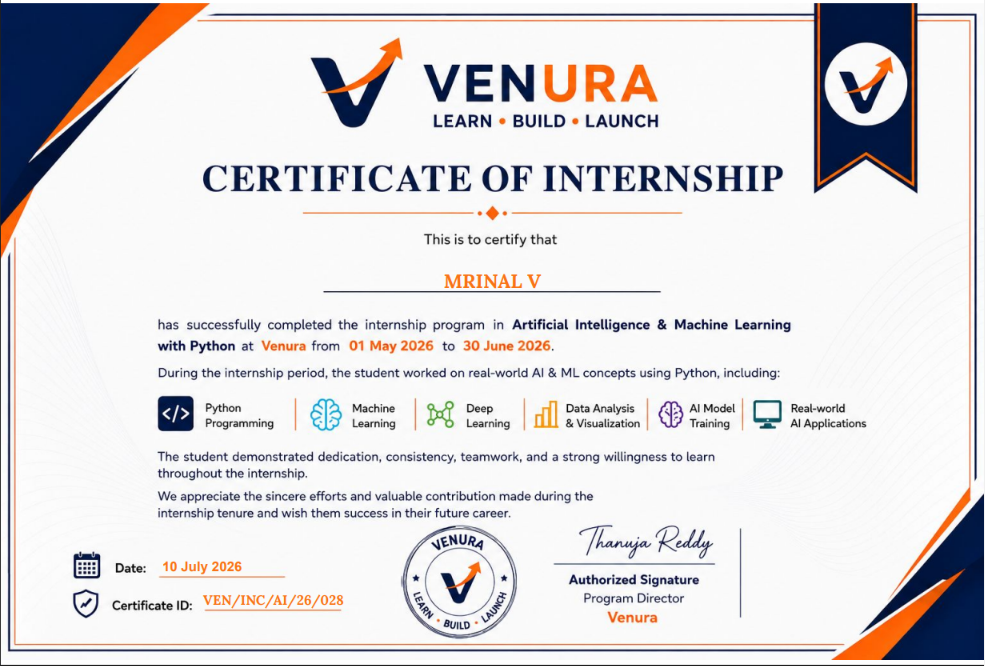 VENURA
LEARN • BUILD • LAUNCH
CERTIFICATE OF INTERNSHIP
This is to certify that
MRINAL V
has successfully completed the internship program in Artificial Intelligence & Machine Learning
with Python at Venura from 01 May 2026 to 30 June 2026.
During the internship period, the student worked on real-world AI & ML concepts using Python, including:
</>
Python
Programming
Machine
Learning
Deep
Learning
Data Analysis
& Visualization
AI Model
Training
Real-world
AI Applications
The student demonstrated dedication, consistency, teamwork, and a strong willingness to learn
throughout the internship.
We appreciate the sincere efforts and valuable contribution made during the
internship tenure and wish them success in their future career.
Date: 10 July 2026
Certificate ID: VEN/INC/AI/26/028
VENURA
LEARN • BUILD • LAUNCH
Thanuja Reddy
Authorized Signature
Program Director
Venura